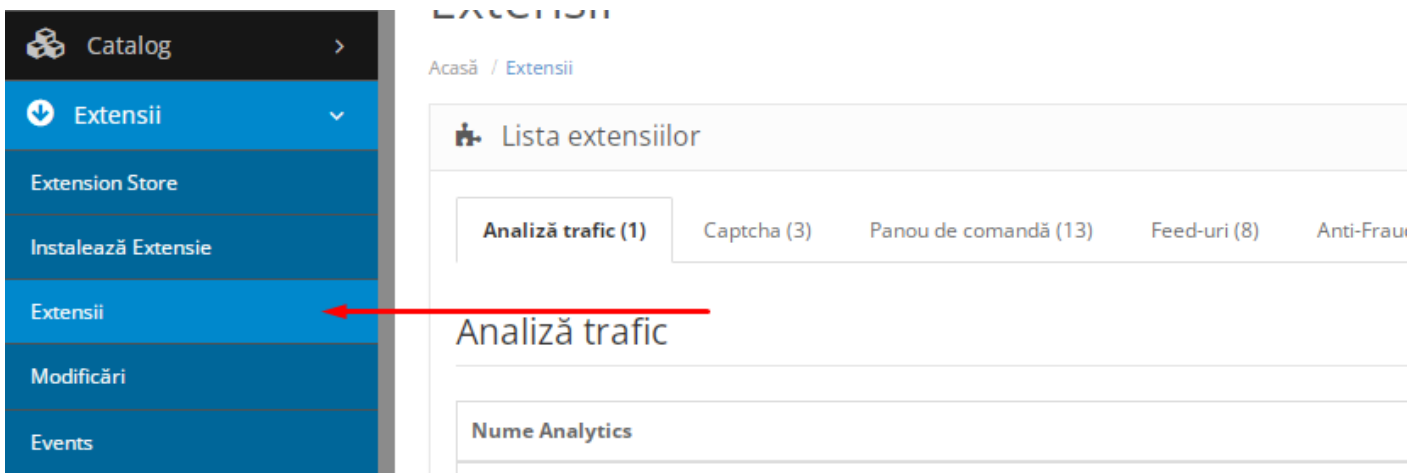 Catalog
Extensii
Extension Store
Instalează Extensie
Extensii
Modificări
Events
Extensii
Acasă / Extensii
Lista extensiilor
Analiză trafic (1) Captcha (3) Panou de comandă (13) Feed-uri (8)
Analiză trafic
Nume Analytics